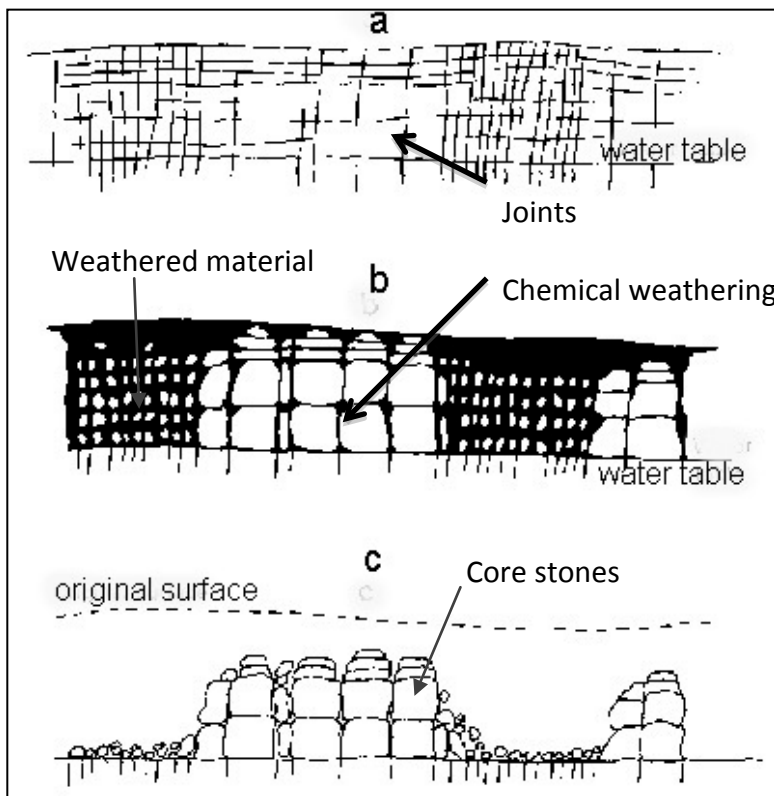 a
water table
Joints
Weathered material
b
b
Chemical weathering
water table
c
c
Core stones
original surface